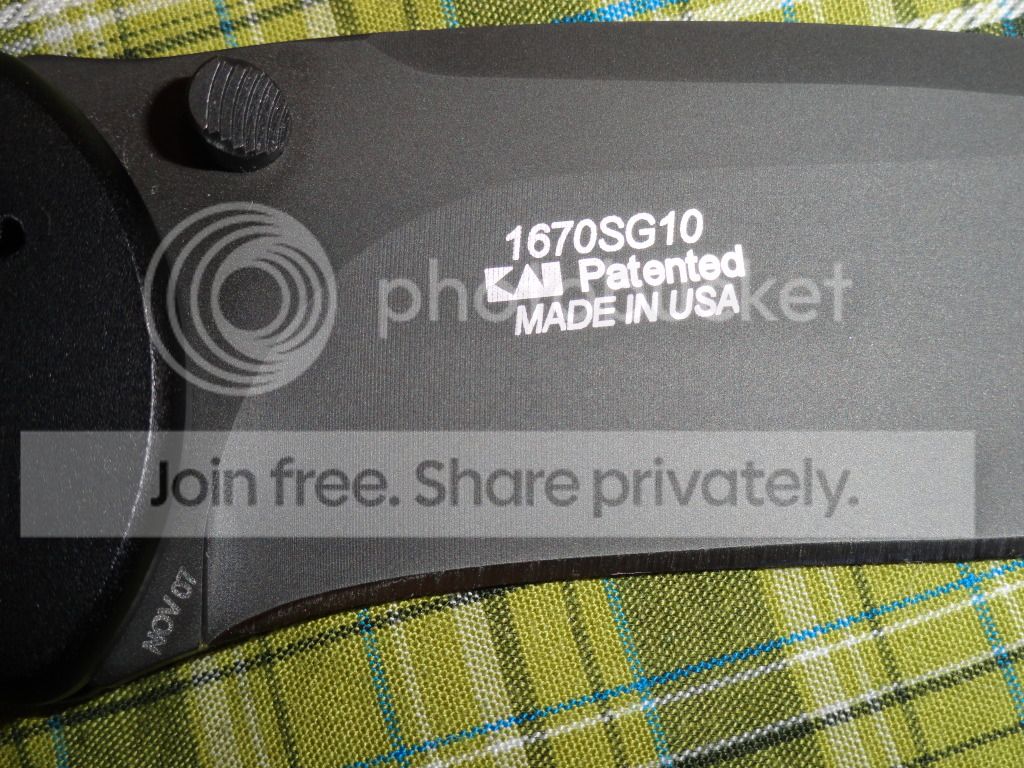 1670SG10
KAI Patented
MADE IN USA
photobucket
Join free. Share privately.
NOV 07